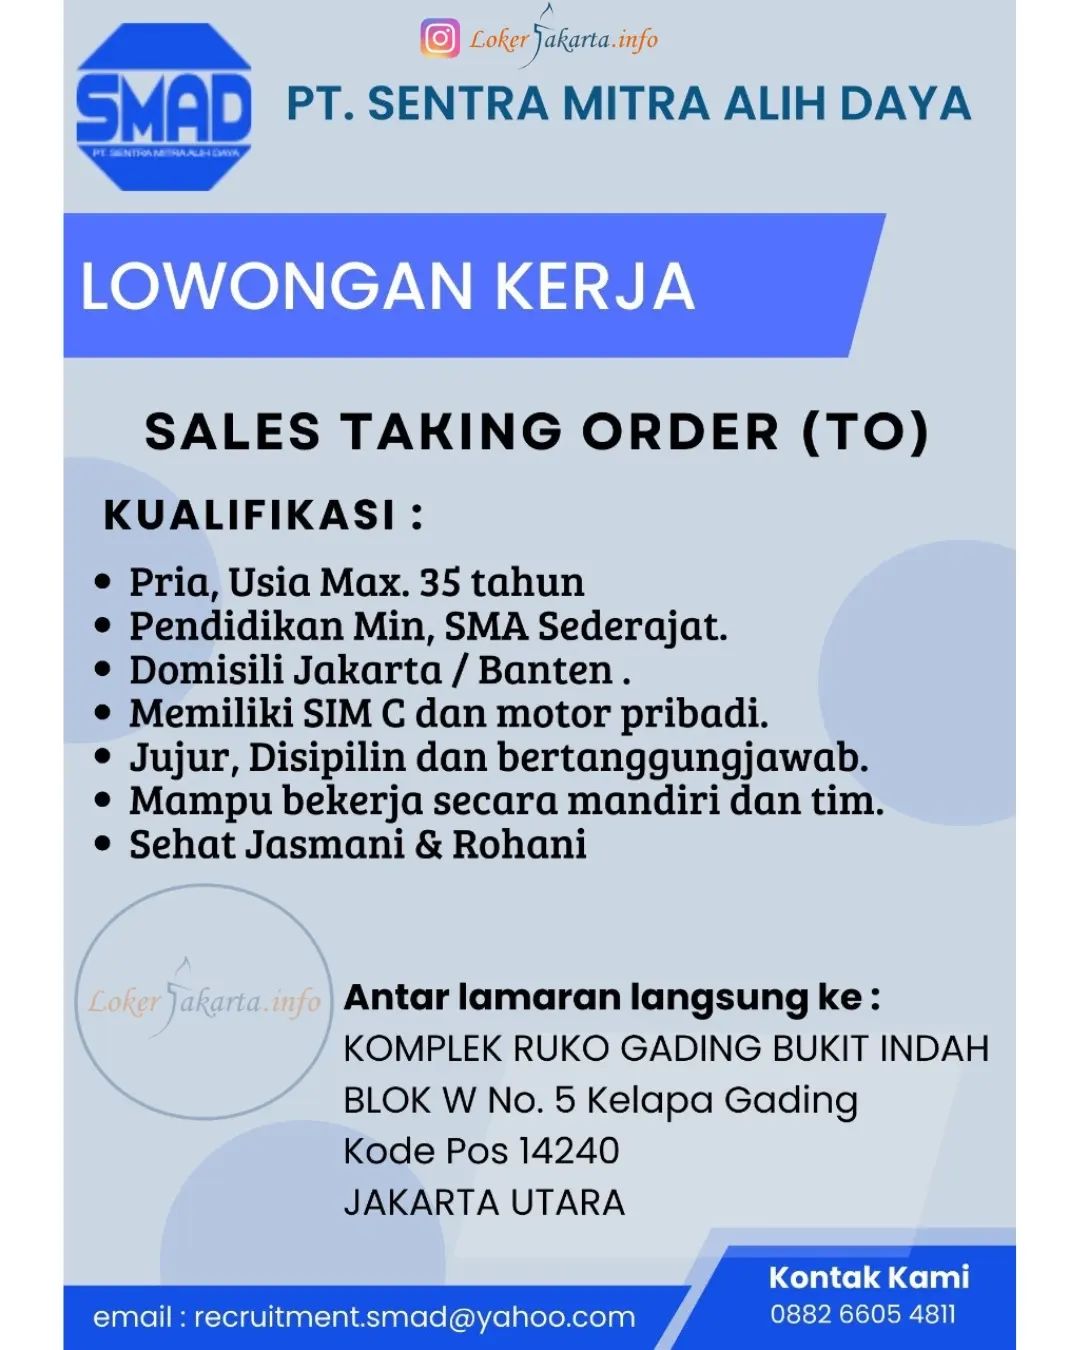 Loker Jakarta.info
SMAD
PT. SENTRA MITRA ALIH DAYA
PT. SENTRA MITRA ALIH DAYA
LOWONGAN KERJA
SALES TAKING ORDER (TO)
KUALIFIKASI :
• Pria, Usia Max. 35 tahun
• Pendidikan Min, SMA Sederajat.
• Domisili Jakarta / Banten .
• Memiliki SIM C dan motor pribadi.
• Jujur, Disipilin dan bertanggungjawab.
• Mampu bekerja secara mandiri dan tim.
• Sehat Jasmani & Rohani
Loker Jakarta.info
Antar lamaran langsung ke :
KOMPLEK RUKO GADING BUKIT INDAH
BLOK W No. 5 Kelapa Gading
Kode Pos 14240
JAKARTA UTARA
Kontak Kami
0882 6605 4811
email : recruitment.smad@yahoo.com